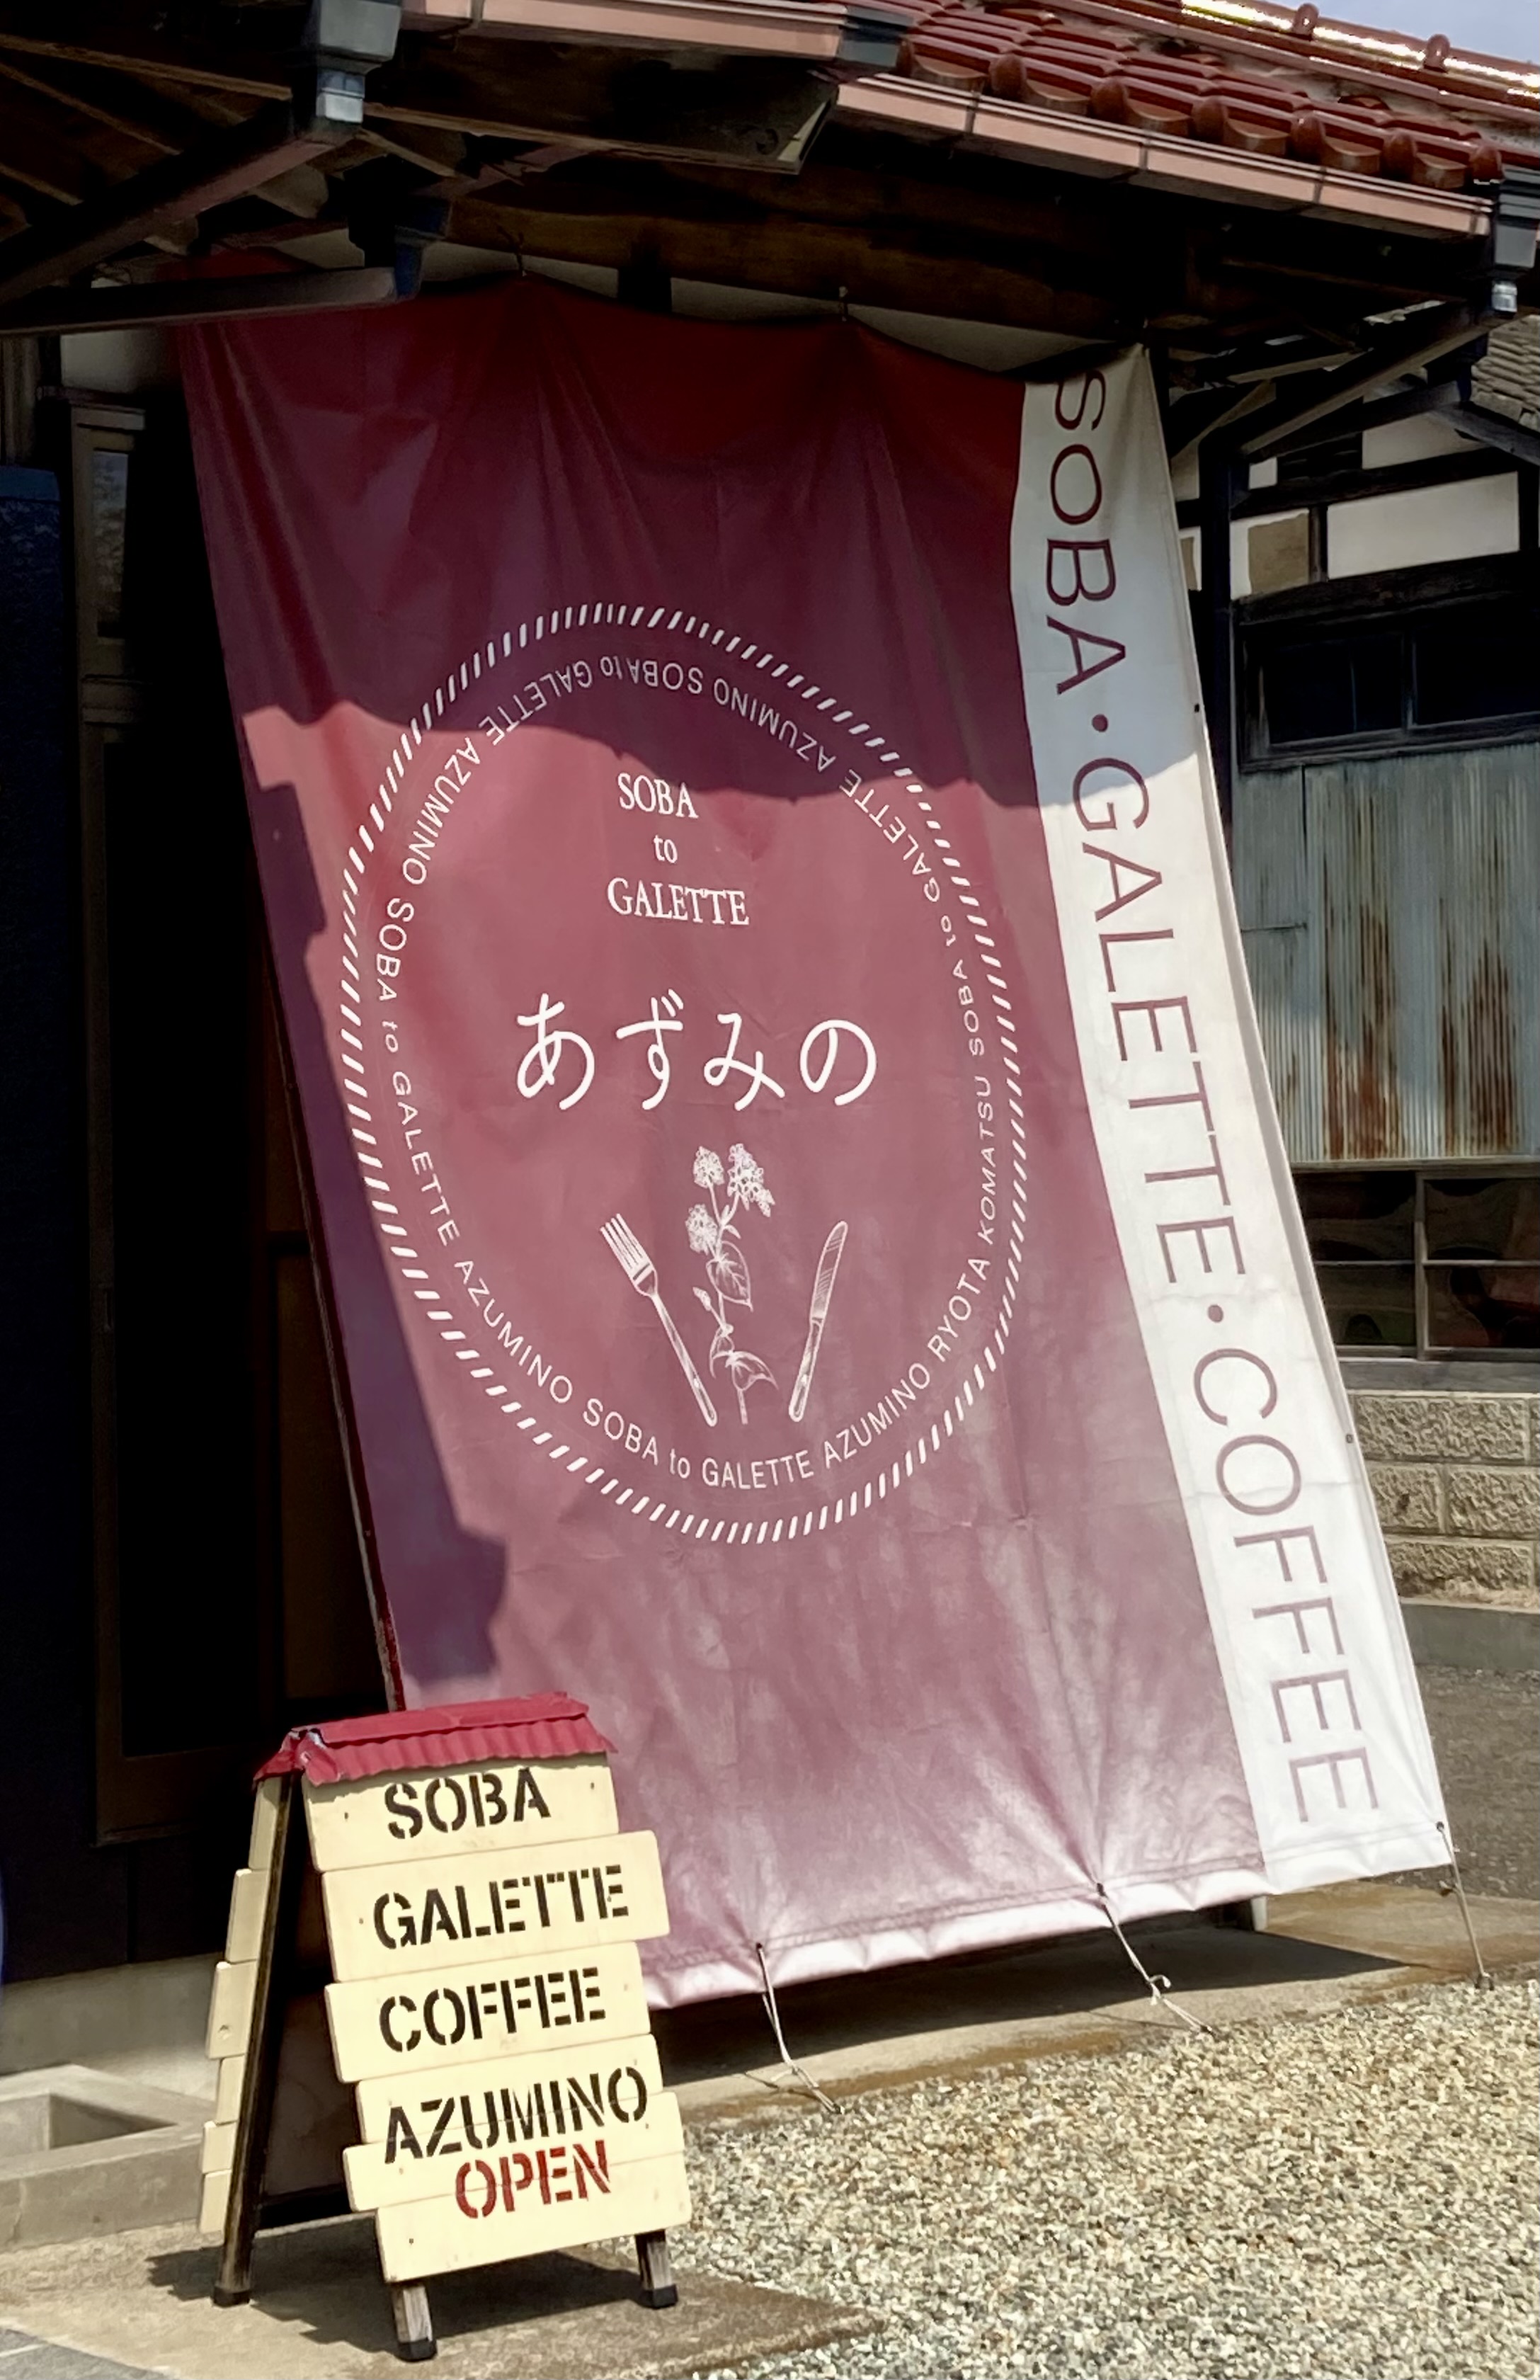 SOBA
to
GALETTE
あずみの
SOBA to GALETTE AZUMINO SOBA to GALETTE AZUMINO SOBA to GALETTE AZUMINO SOBA to GALETTE AZUMINO RYOTA KOMATSU
SOBA・GALETTE・COFFEE
SOBA
GALETTE
COFFEE
AZUMINO
OPEN